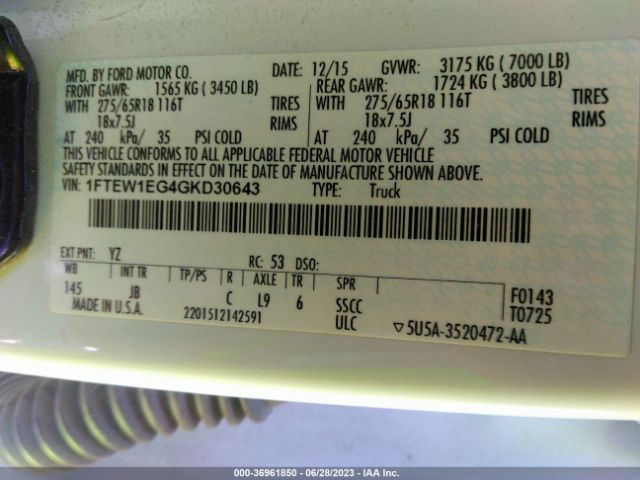 MFD. BY FORD MOTOR CO. DATE: 12/15 GVWR: 3175 KG ( 7000 LB)
FRONT GAWR: 1565 KG ( 3450 LB) REAR GAWR: 1724 KG ( 3800 LB)
WITH 275/65R18 116T TIRES WITH 275/65R18 116T TIRES
18x7.5J RIMS 18x7.5J RIMS
AT 240 kPa/ 35 PSI COLD AT 240 kPa/ 35 PSI COLD
THIS VEHICLE CONFORMS TO ALL APPLICABLE FEDERAL MOTOR VEHICLE
SAFETY STANDARDS IN EFFECT ON THE DATE OF MANUFACTURE SHOWN ABOVE.
VIN: 1FTEW1EG4GKD30643 TYPE: Truck
EXT PNT: YZ RC: 53 DSO:
WB INT TR TP/PS R AXLE TR SPR
145 JB C L9 6 SSCC F0143
MADE IN U.S.A. 2201512142591 ULC ▽5U5A-3520472-AA T0725
000-36961850 | 06/28/2023 | IAA Inc.